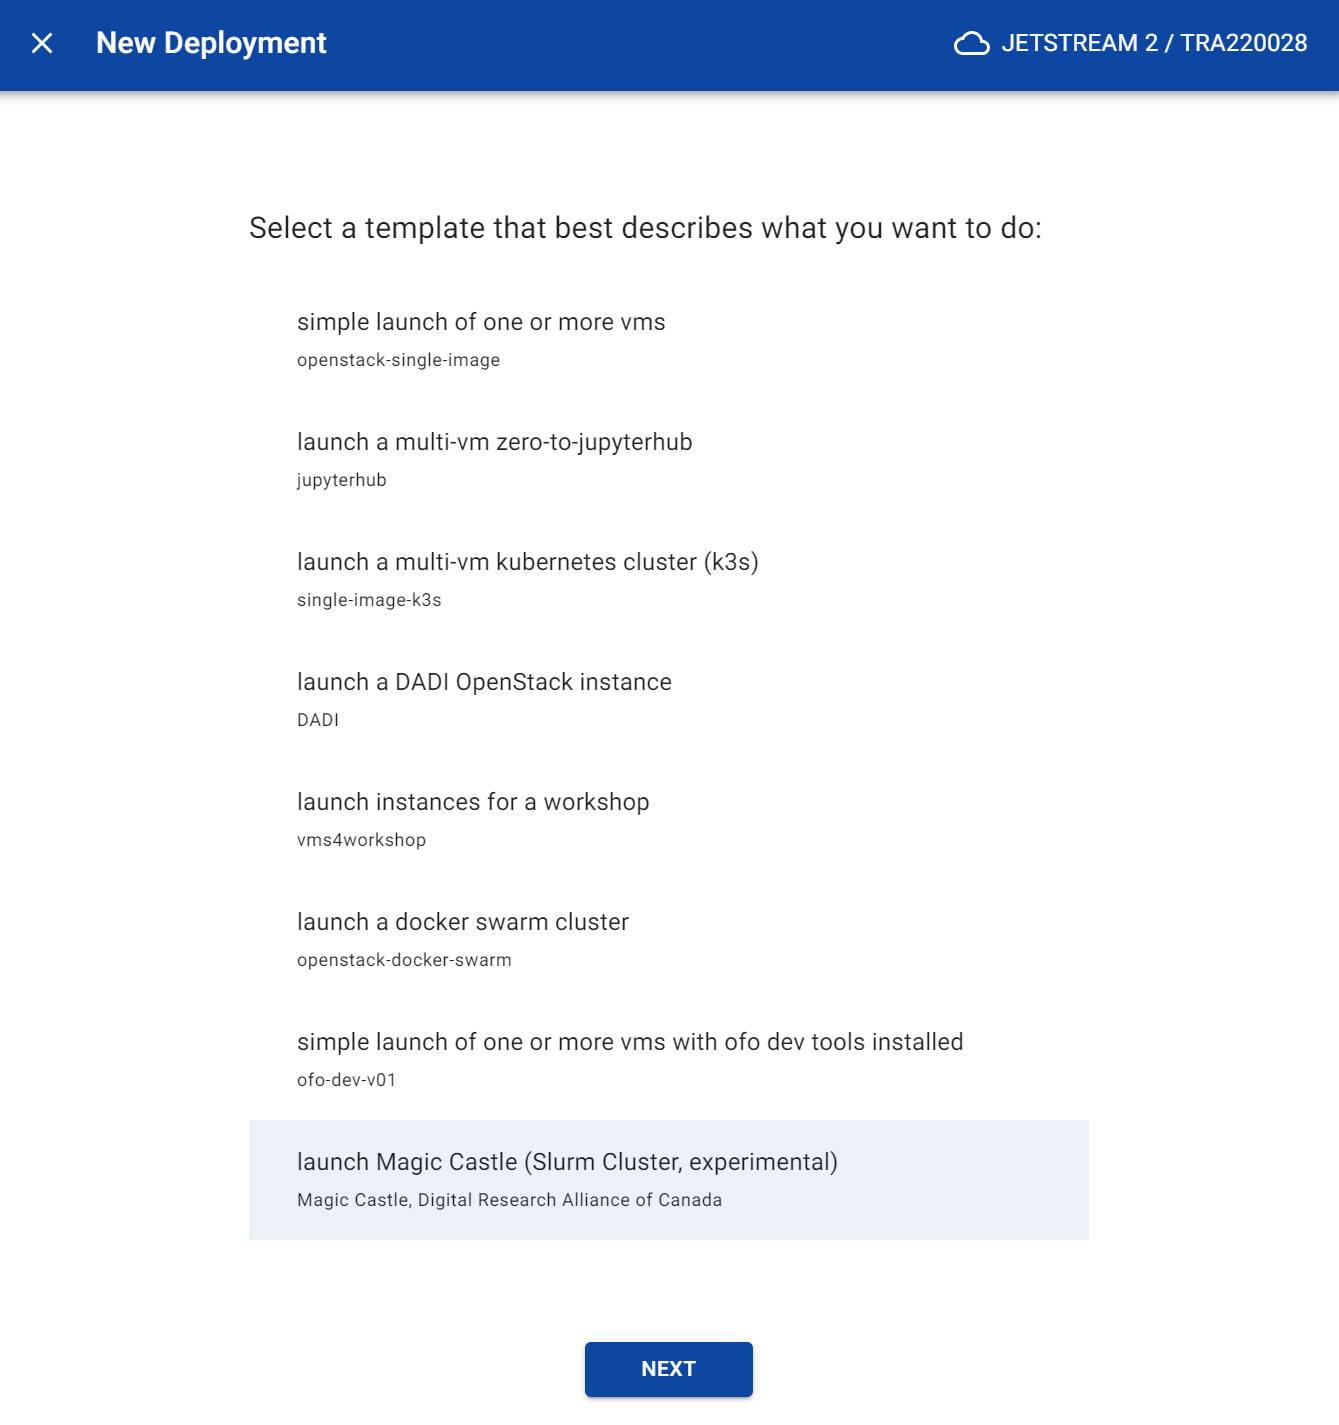 New Deployment
JETSTREAM 2 / TRA220028
Select a template that best describes what you want to do:
simple launch of one or more vms
openstack-single-image
launch a multi-vm zero-to-jupyterhub
jupyterhub
launch a multi-vm kubernetes cluster (k3s)
single-image-k3s
launch a DADI OpenStack instance
DADI
launch instances for a workshop
vms4workshop
launch a docker swarm cluster
openstack-docker-swarm
simple launch of one or more vms with ofo dev tools installed
ofo-dev-v01
launch Magic Castle (Slurm Cluster, experimental)
Magic Castle, Digital Research Alliance of Canada
NEXT